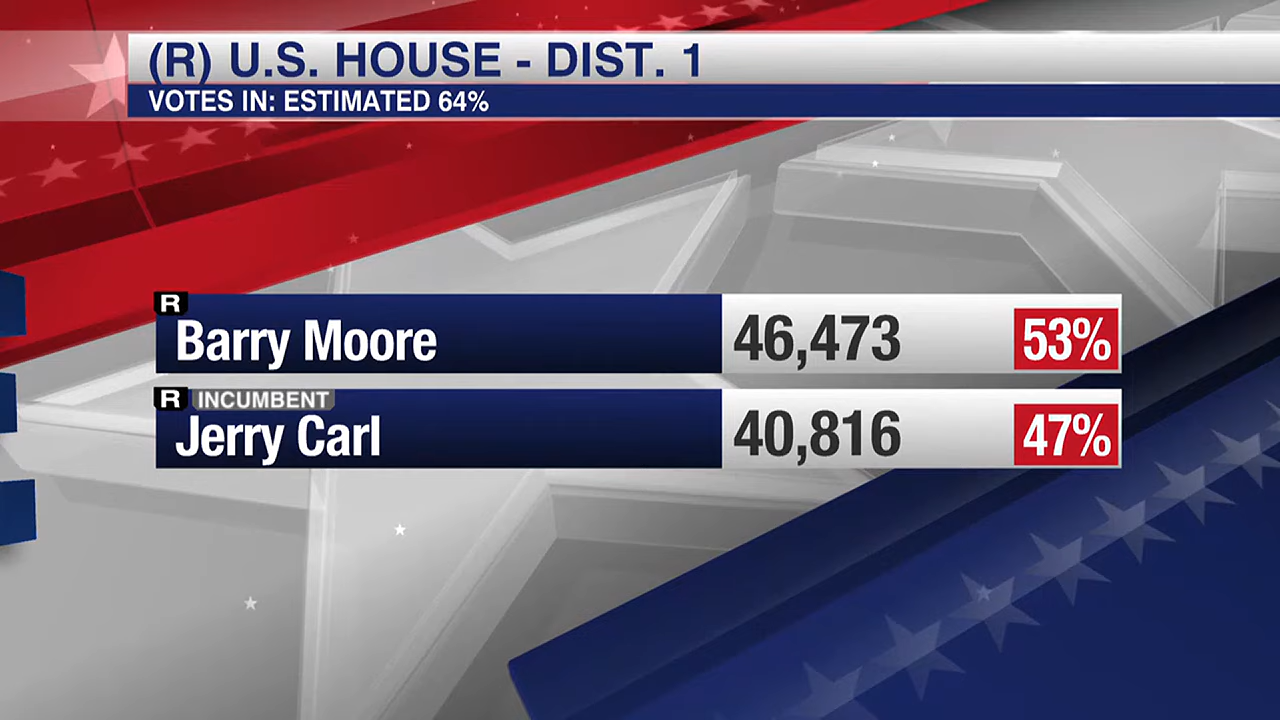 (R) U.S. HOUSE - DIST. 1
VOTES IN: ESTIMATED 64%
R
Barry Moore 46,473 53%
R INCUMBENT
Jerry Carl 40,816 47%